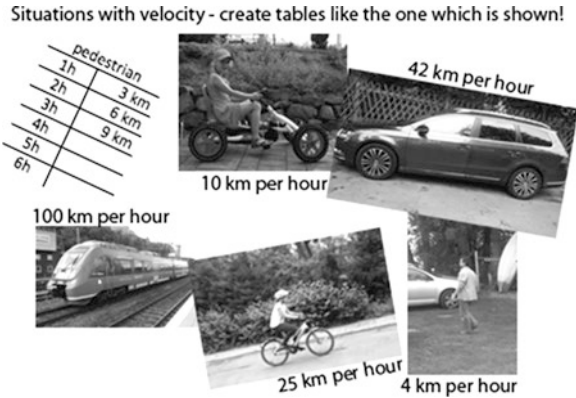 Situations with velocity - create tables like the one which is shown!
pedestrian
1h 3 km
2h 6 km
3h 9 km
4h
5h
6h
42 km per hour
10 km per hour
100 km per hour
25 km per hour
4 km per hour